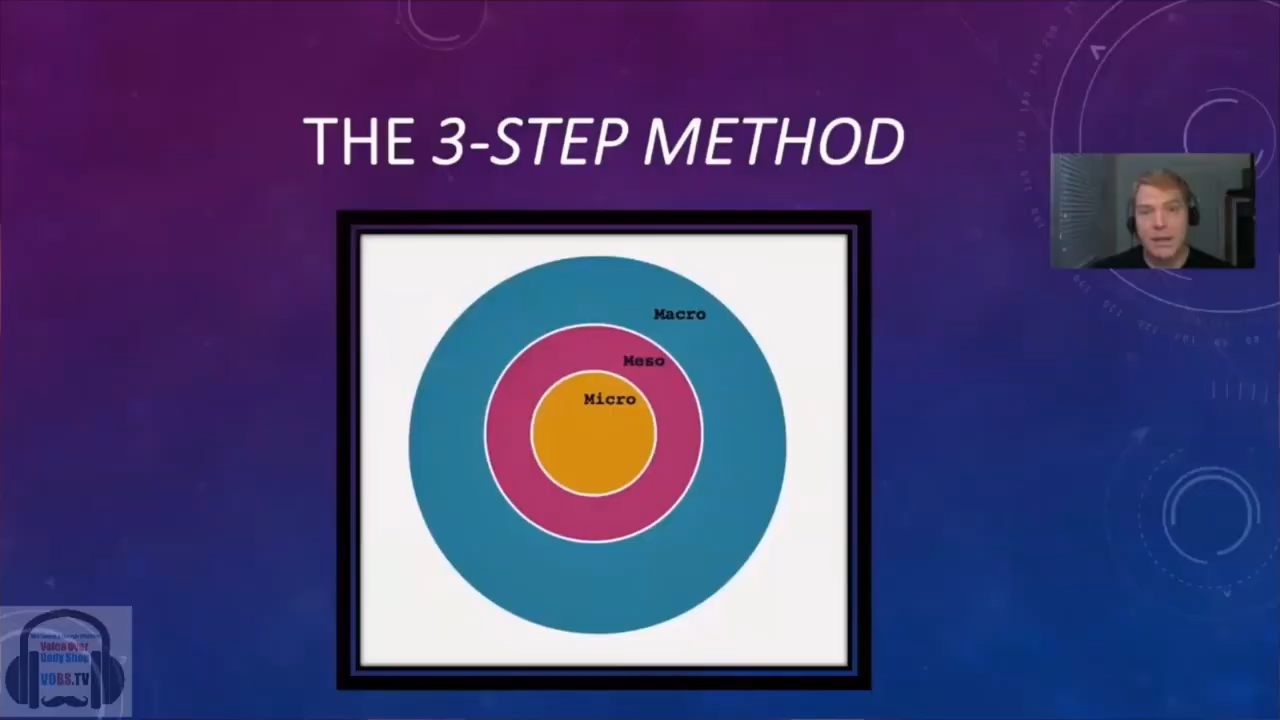 THE 3-STEP METHOD
Macro
Meso
Micro
Voice Over
Body Shop
VOBS.TV